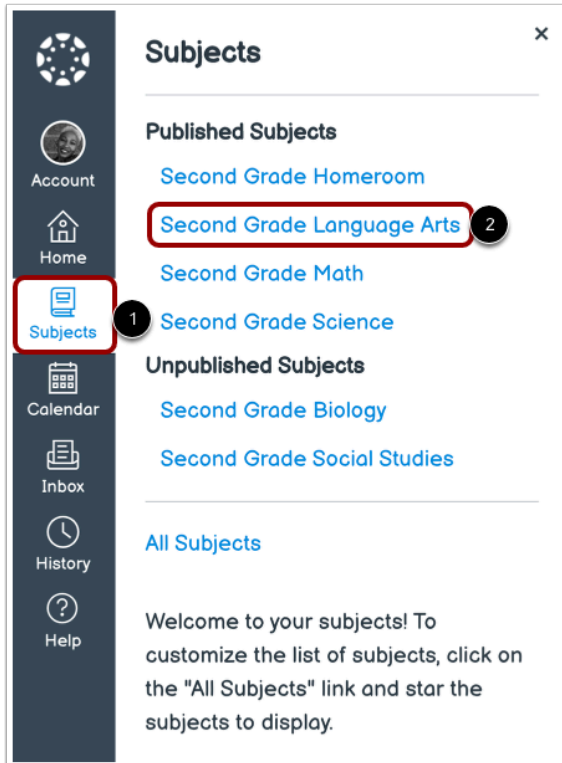 Account
Home
Subjects
1
Calendar
Inbox
History
Help
Subjects
×
Published Subjects
Second Grade Homeroom
Second Grade Language Arts
2
Second Grade Math
Second Grade Science
Unpublished Subjects
Second Grade Biology
Second Grade Social Studies
All Subjects
Welcome to your subjects! To
customize the list of subjects, click on
the "All Subjects" link and star the
subjects to display.